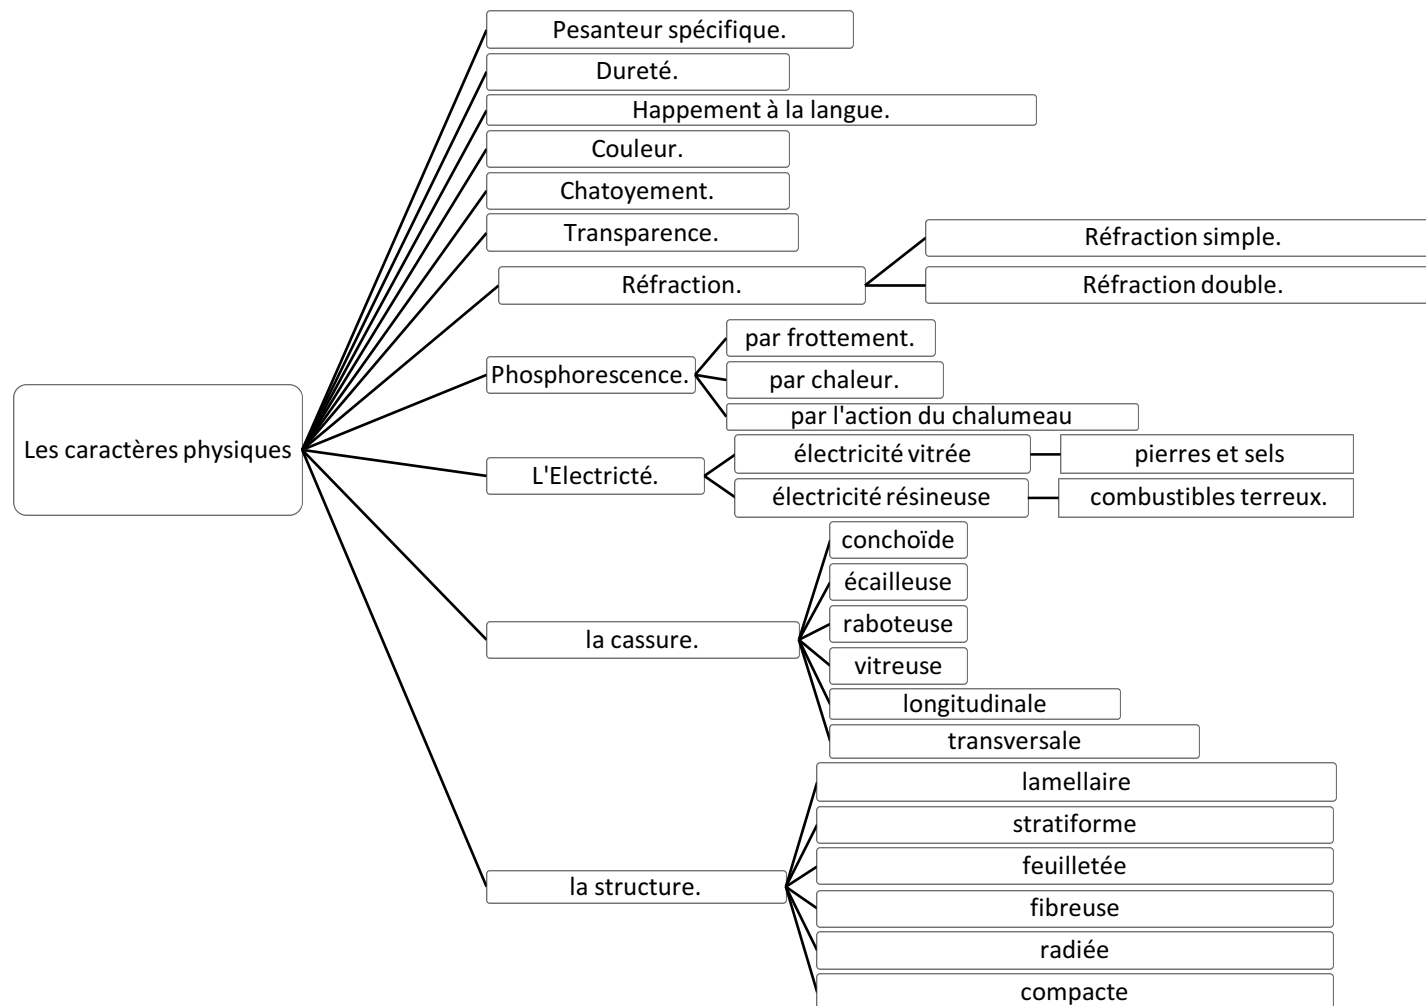 Les caractères physiques
Pesanteur spécifique.
Dureté.
Happement à la langue.
Couleur.
Chatoyement.
Transparence.
Réfraction.
Réfraction simple.
Réfraction double.
Phosphorescence.
par frottement.
par chaleur.
par l'action du chalumeau
L'Electricté.
électricité vitrée
pierres et sels
électricité résineuse
combustibles terreux.
la cassure.
conchoïde
écailleuse
raboteuse
vitreuse
longitudinale
transversale
la structure.
lamellaire
stratiforme
feuilletée
fibreuse
radiée
compacte